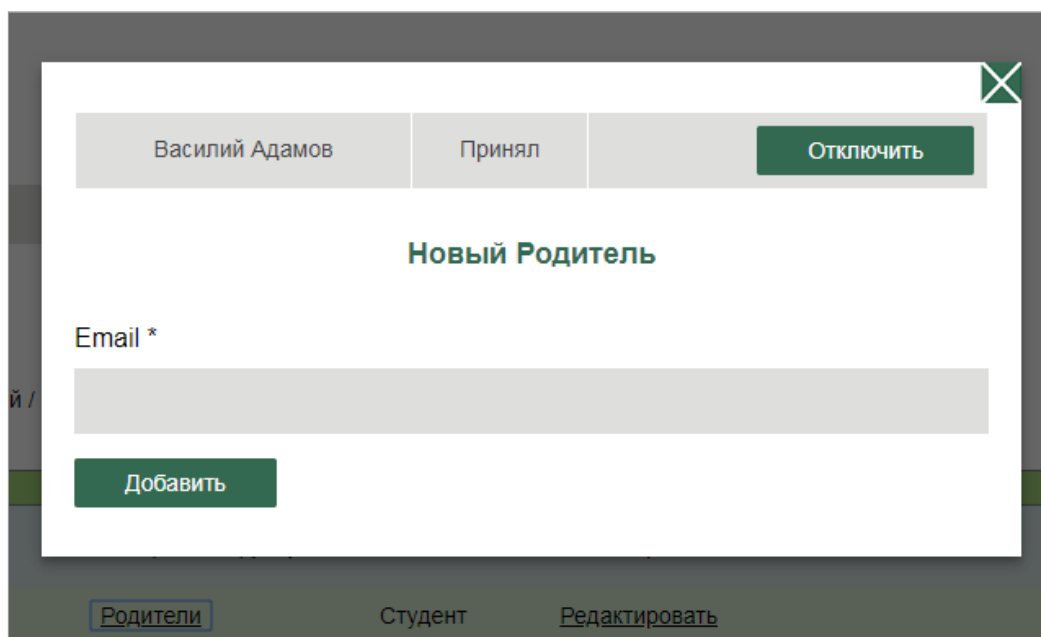 Василий Адамов Принял Отключить
Новый Родитель
Email *
й /
Добавить
Родители Студент Редактировать